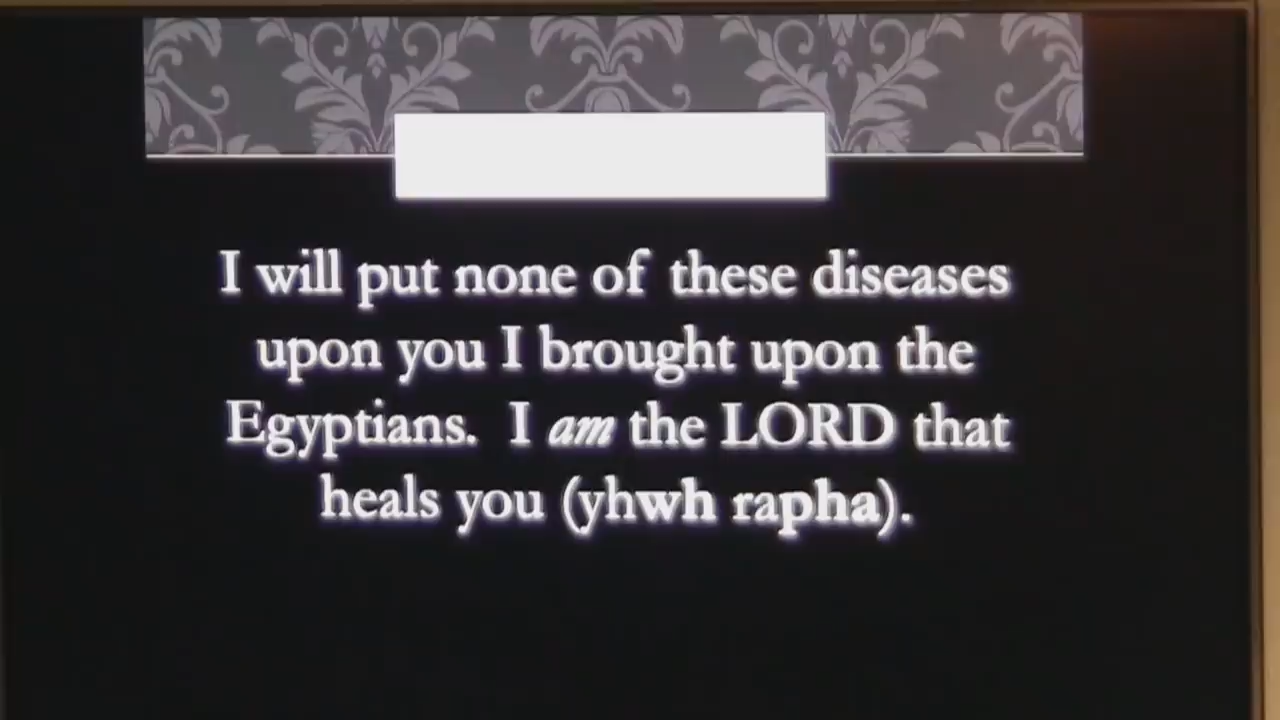 I will put none of these diseases
upon you I brought upon the
Egyptians. I am the LORD that
heals you (yhwh rapha).